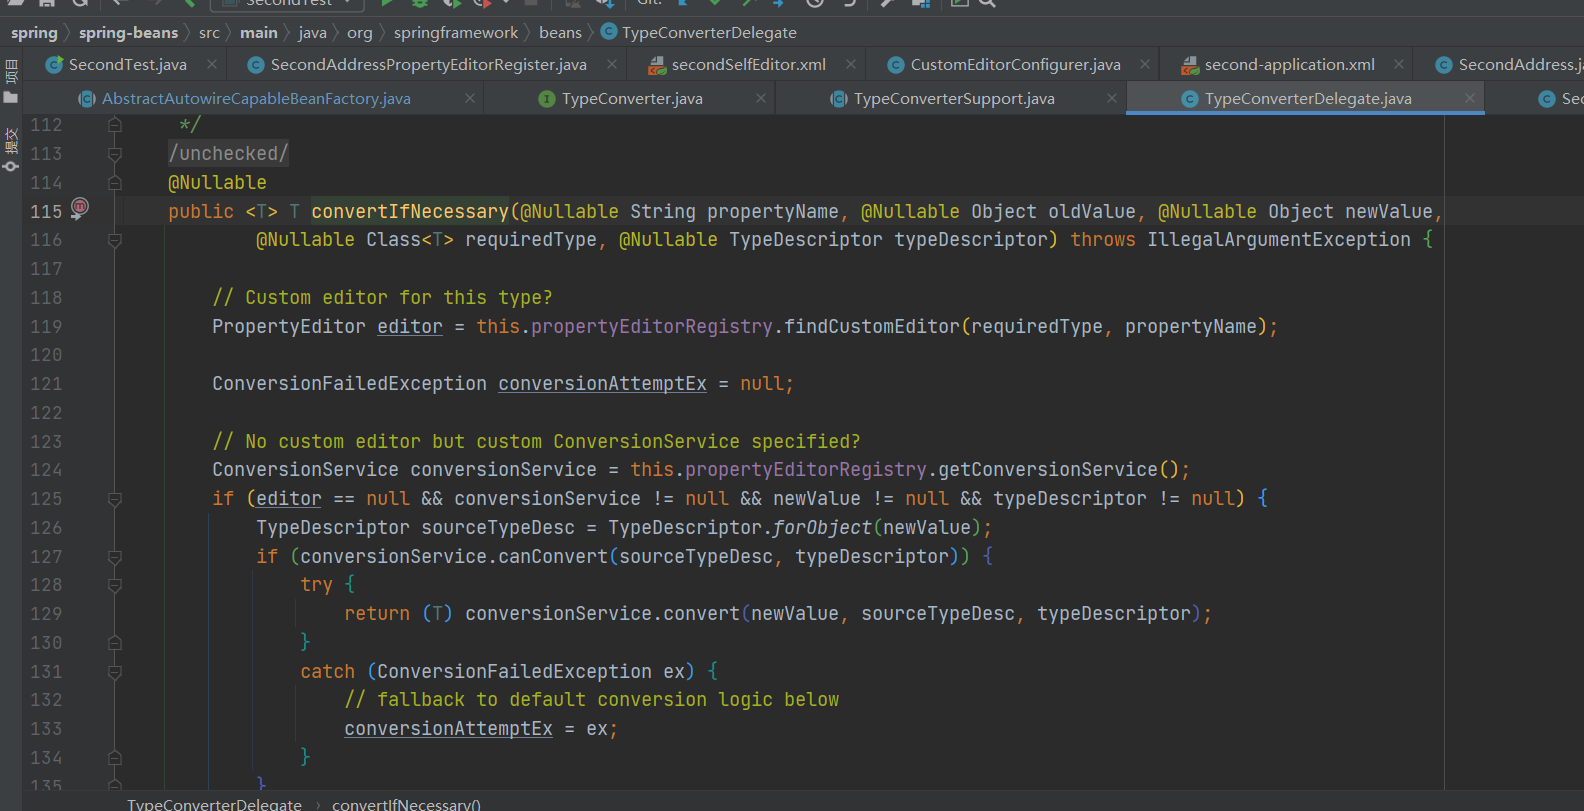 SecondTest
Git:
spring
spring-beans
src
main
java
org
springframework
beans
TypeConverterDelegate
项目
提交
SecondTest.java
SecondAddressPropertyEditorRegister.java
secondSelfEditor.xml
CustomEditorConfigurer.java
second-application.xml
SecondAddress.ja
AbstractAutowireCapableBeanFactory.java
TypeConverter.java
TypeConverterSupport.java
TypeConverterDelegate.java
Sec
112 */
113 /unchecked/
114 @Nullable
115 public <T> T convertIfNecessary(@Nullable String propertyName, @Nullable Object oldValue, @Nullable Object newValue,
116 @Nullable Class<T> requiredType, @Nullable TypeDescriptor typeDescriptor) throws IllegalArgumentException {
117
118 // Custom editor for this type?
119 PropertyEditor editor = this.propertyEditorRegistry.findCustomEditor(requiredType, propertyName);
120
121 ConversionFailedException conversionAttemptEx = null;
122
123 // No custom editor but custom ConversionService specified?
124 ConversionService conversionService = this.propertyEditorRegistry.getConversionService();
125 if (editor == null && conversionService != null && newValue != null && typeDescriptor != null) {
126 TypeDescriptor sourceTypeDesc = TypeDescriptor.forObject(newValue);
127 if (conversionService.canConvert(sourceTypeDesc, typeDescriptor)) {
128 try {
129 return (T) conversionService.convert(newValue, sourceTypeDesc, typeDescriptor);
130 }
131 catch (ConversionFailedException ex) {
132 // fallback to default conversion logic below
133 conversionAttemptEx = ex;
134 }
135 }
TypeConverterDelegate
convertIfNecessary()